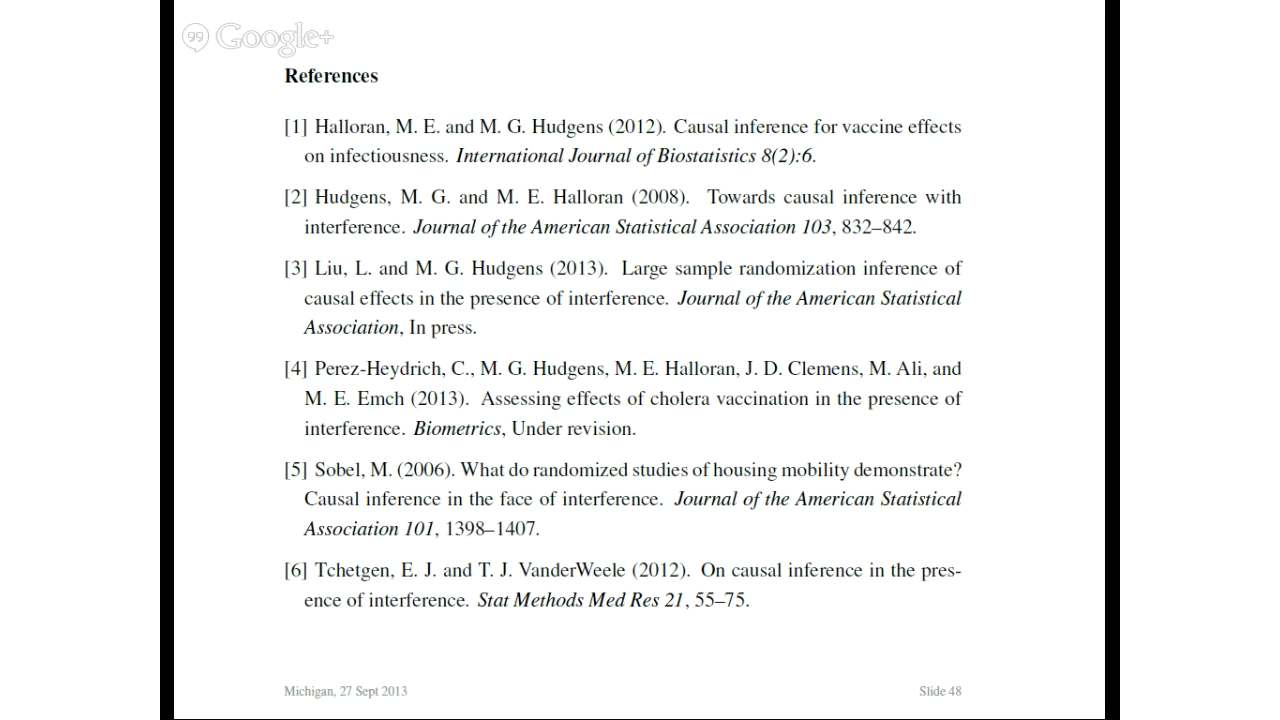 99 Google+
References
[1] Halloran, M. E. and M. G. Hudgens (2012). Causal inference for vaccine effects
on infectiousness. International Journal of Biostatistics 8(2):6.
[2] Hudgens, M. G. and M. E. Halloran (2008). Towards causal inference with
interference. Journal of the American Statistical Association 103, 832–842.
[3] Liu, L. and M. G. Hudgens (2013). Large sample randomization inference of
causal effects in the presence of interference. Journal of the American Statistical
Association, In press.
[4] Perez-Heydrich, C., M. G. Hudgens, M. E. Halloran, J. D. Clemens, M. Ali, and
M. E. Emch (2013). Assessing effects of cholera vaccination in the presence of
interference. Biometrics, Under revision.
[5] Sobel, M. (2006). What do randomized studies of housing mobility demonstrate?
Causal inference in the face of interference. Journal of the American Statistical
Association 101, 1398–1407.
[6] Tchetgen, E. J. and T. J. VanderWeele (2012). On causal inference in the pres-
ence of interference. Stat Methods Med Res 21, 55–75.
Michigan, 27 Sept 2013
Slide 48